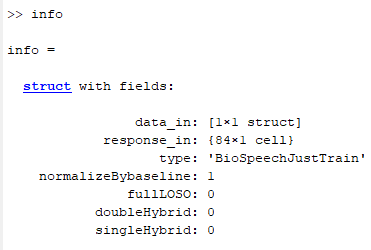 >> info
info =
struct with fields:
data_in: [1×1 struct]
response_in: {84×1 cell}
type: 'BioSpeechJustTrain'
normalizeBybaseline: 1
fullLOSO: 0
doubleHybrid: 0
singleHybrid: 0